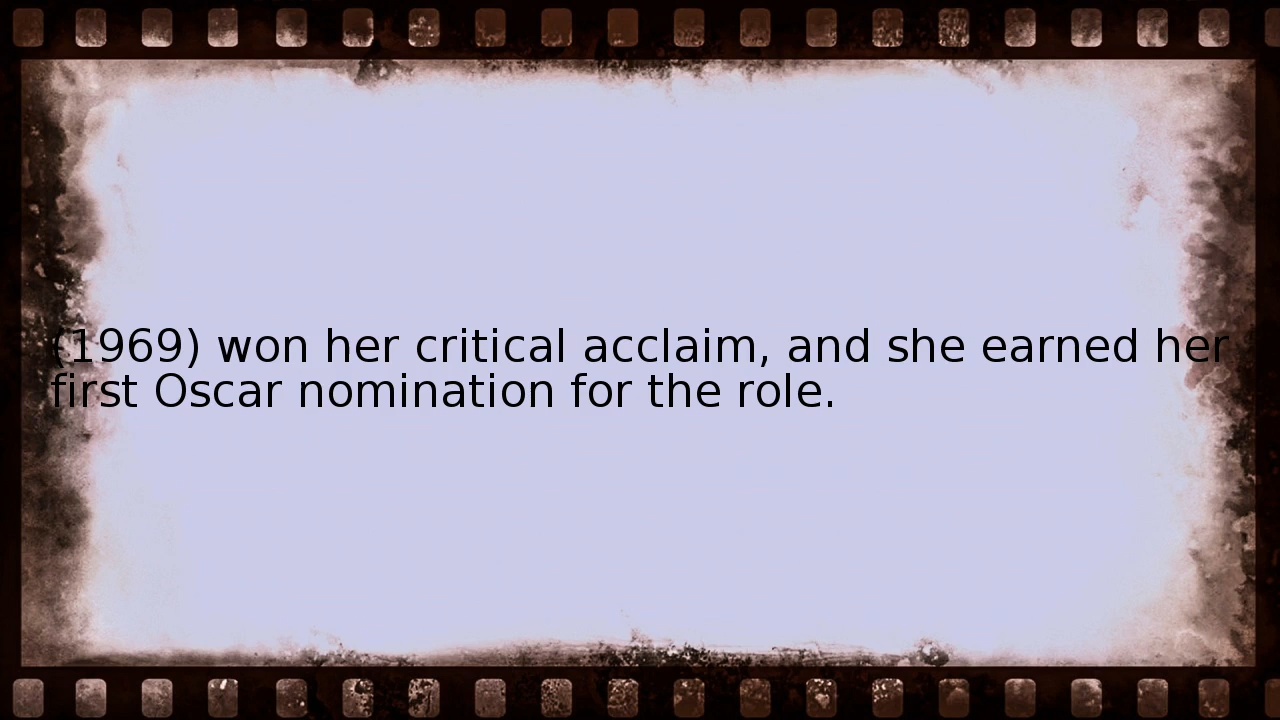 (1969) won her critical acclaim, and she earned her
first Oscar nomination for the role.